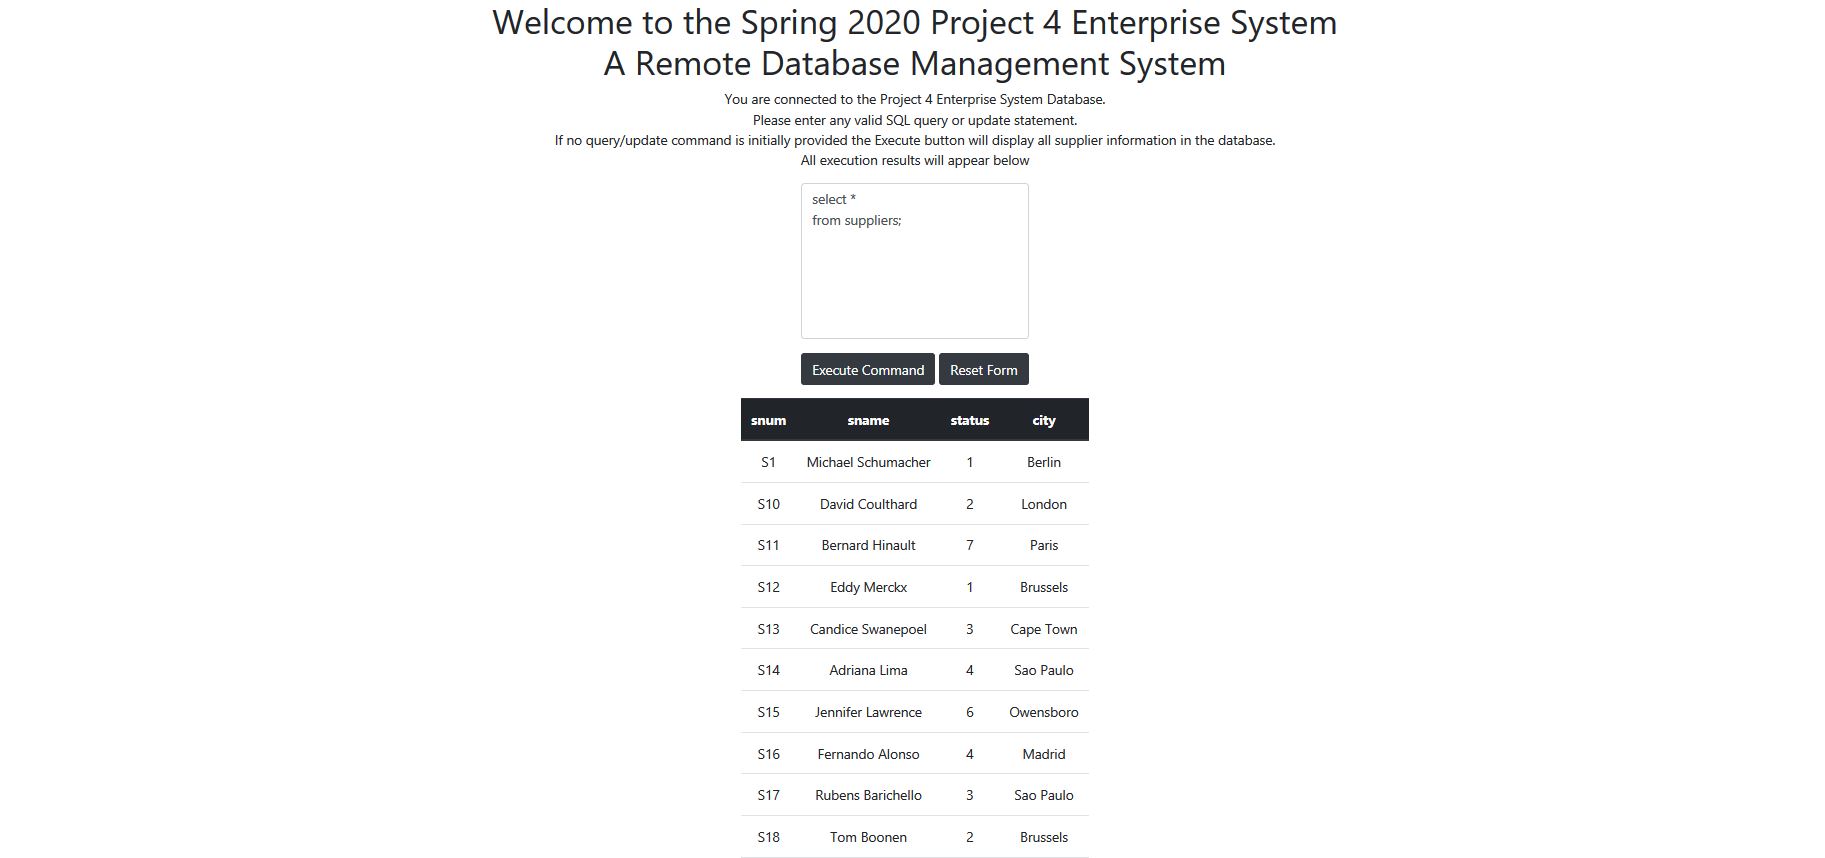 Welcome to the Spring 2020 Project 4 Enterprise System
A Remote Database Management System
You are connected to the Project 4 Enterprise System Database.
Please enter any valid SQL query or update statement.
If no query/update command is initially provided the Execute button will display all supplier information in the database.
All execution results will appear below
select *
from suppliers;
Execute Command Reset Form
snum sname status city
S1 Michael Schumacher 1 Berlin
S10 David Coulthard 2 London
S11 Bernard Hinault 7 Paris
S12 Eddy Merckx 1 Brussels
S13 Candice Swanepoel 3 Cape Town
S14 Adriana Lima 4 Sao Paulo
S15 Jennifer Lawrence 6 Owensboro
S16 Fernando Alonso 4 Madrid
S17 Rubens Barichello 3 Sao Paulo
S18 Tom Boonen 2 Brussels